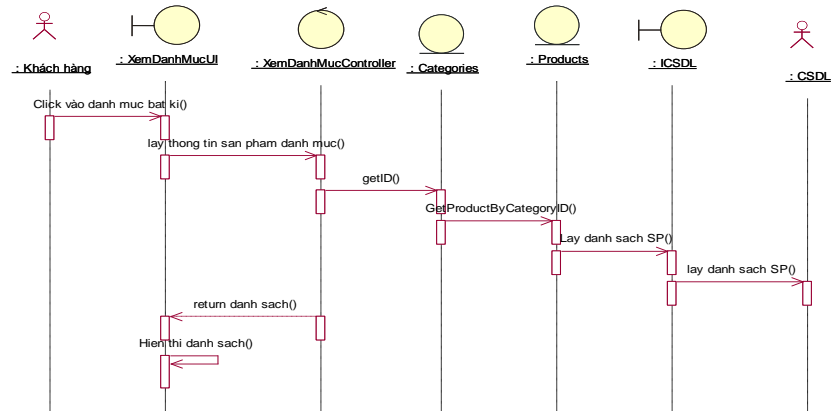 : Khách hàng
: XemDanhMucUI
: XemDanhMucController
: Categories
: Products
: ICSDL
: CSDL
Click vào danh muc bat kì()
lay thong tin san pham danh muc()
getID()
GetProductByCategoryID()
Lay danh sach SP()
lay danh sach SP()
return danh sach()
Hien thi danh sach()